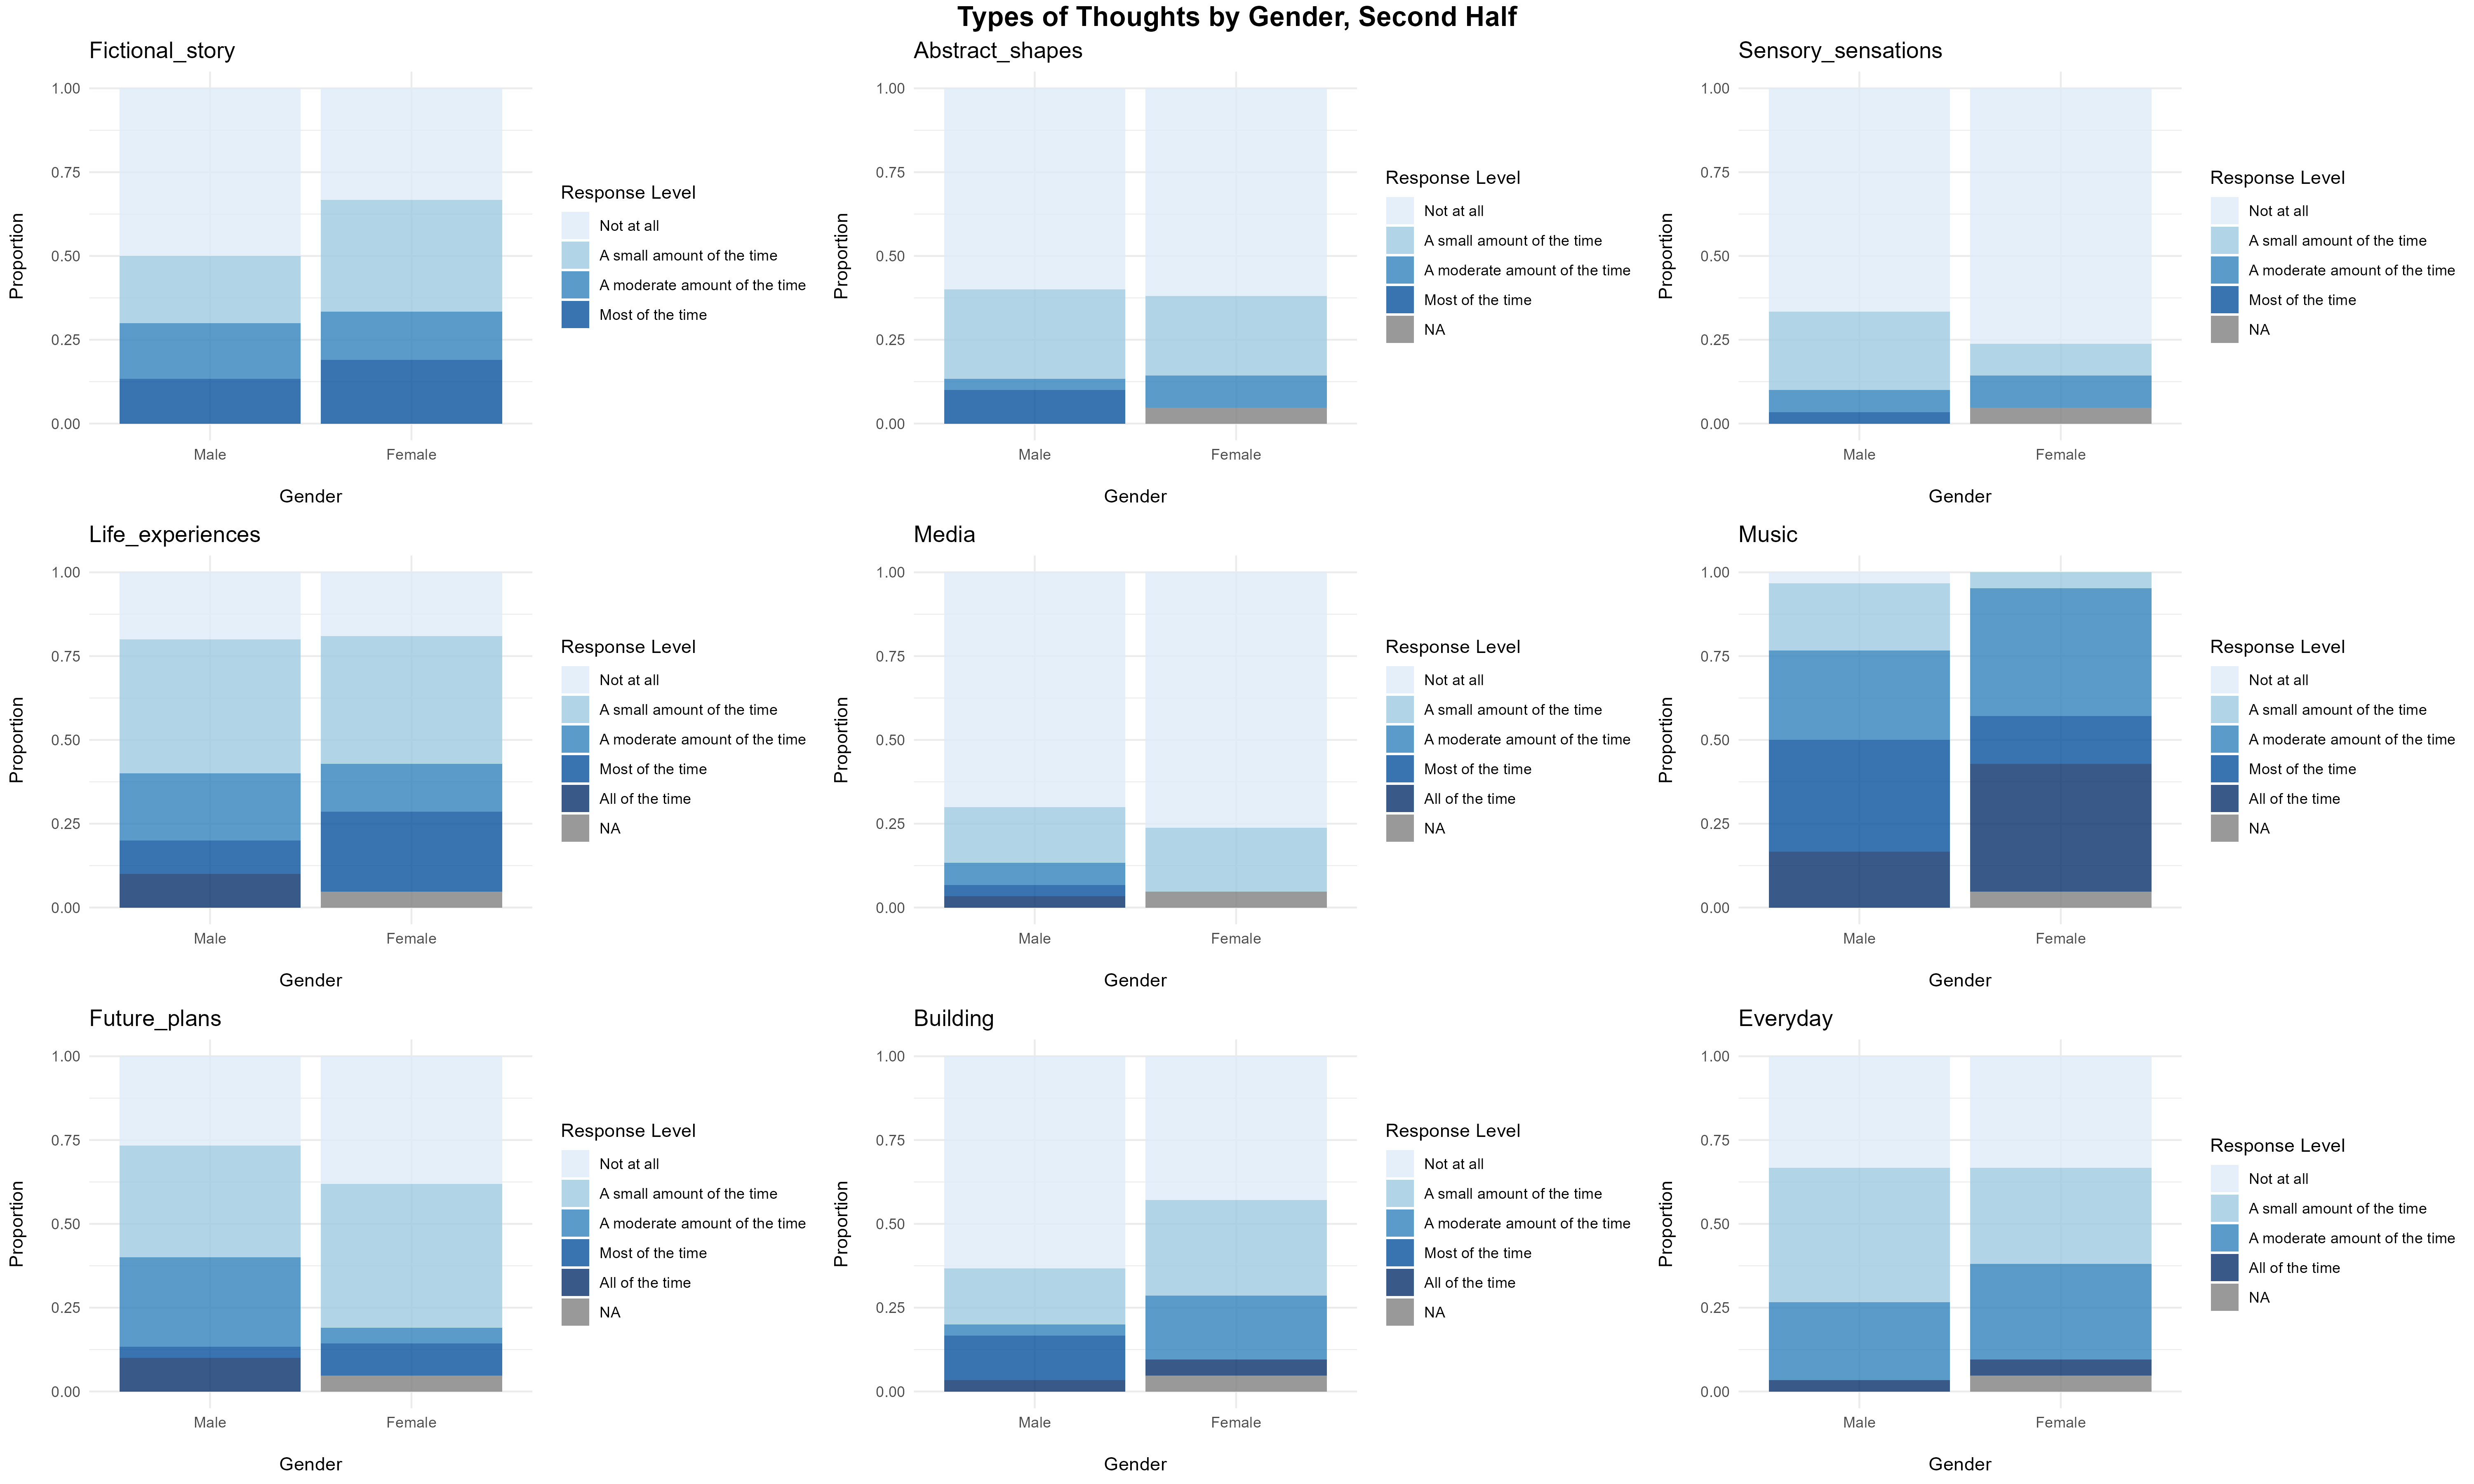 Types of Thoughts by Gender, Second Half
Fictional_story
Proportion
1.00
0.75
0.50
0.25
0.00
Male
Female
Gender
Response Level
Not at all
A small amount of the time
A moderate amount of the time
Most of the time
Abstract_shapes
Proportion
1.00
0.75
0.50
0.25
0.00
Male
Female
Gender
Response Level
Not at all
A small amount of the time
A moderate amount of the time
Most of the time
NA
Sensory_sensations
Proportion
1.00
0.75
0.50
0.25
0.00
Male
Female
Gender
Response Level
Not at all
A small amount of the time
A moderate amount of the time
Most of the time
NA
Life_experiences
Proportion
1.00
0.75
0.50
0.25
0.00
Male
Female
Gender
Response Level
Not at all
A small amount of the time
A moderate amount of the time
Most of the time
All of the time
NA
Media
Proportion
1.00
0.75
0.50
0.25
0.00
Male
Female
Gender
Response Level
Not at all
A small amount of the time
A moderate amount of the time
Most of the time
All of the time
NA
Music
Proportion
1.00
0.75
0.50
0.25
0.00
Male
Female
Gender
Response Level
Not at all
A small amount of the time
A moderate amount of the time
Most of the time
All of the time
NA
Future_plans
Proportion
1.00
0.75
0.50
0.25
0.00
Male
Female
Gender
Response Level
Not at all
A small amount of the time
A moderate amount of the time
Most of the time
All of the time
NA
Building
Proportion
1.00
0.75
0.50
0.25
0.00
Male
Female
Gender
Response Level
Not at all
A small amount of the time
A moderate amount of the time
Most of the time
All of the time
NA
Everyday
Proportion
1.00
0.75
0.50
0.25
0.00
Male
Female
Gender
Response Level
Not at all
A small amount of the time
A moderate amount of the time
All of the time
NA